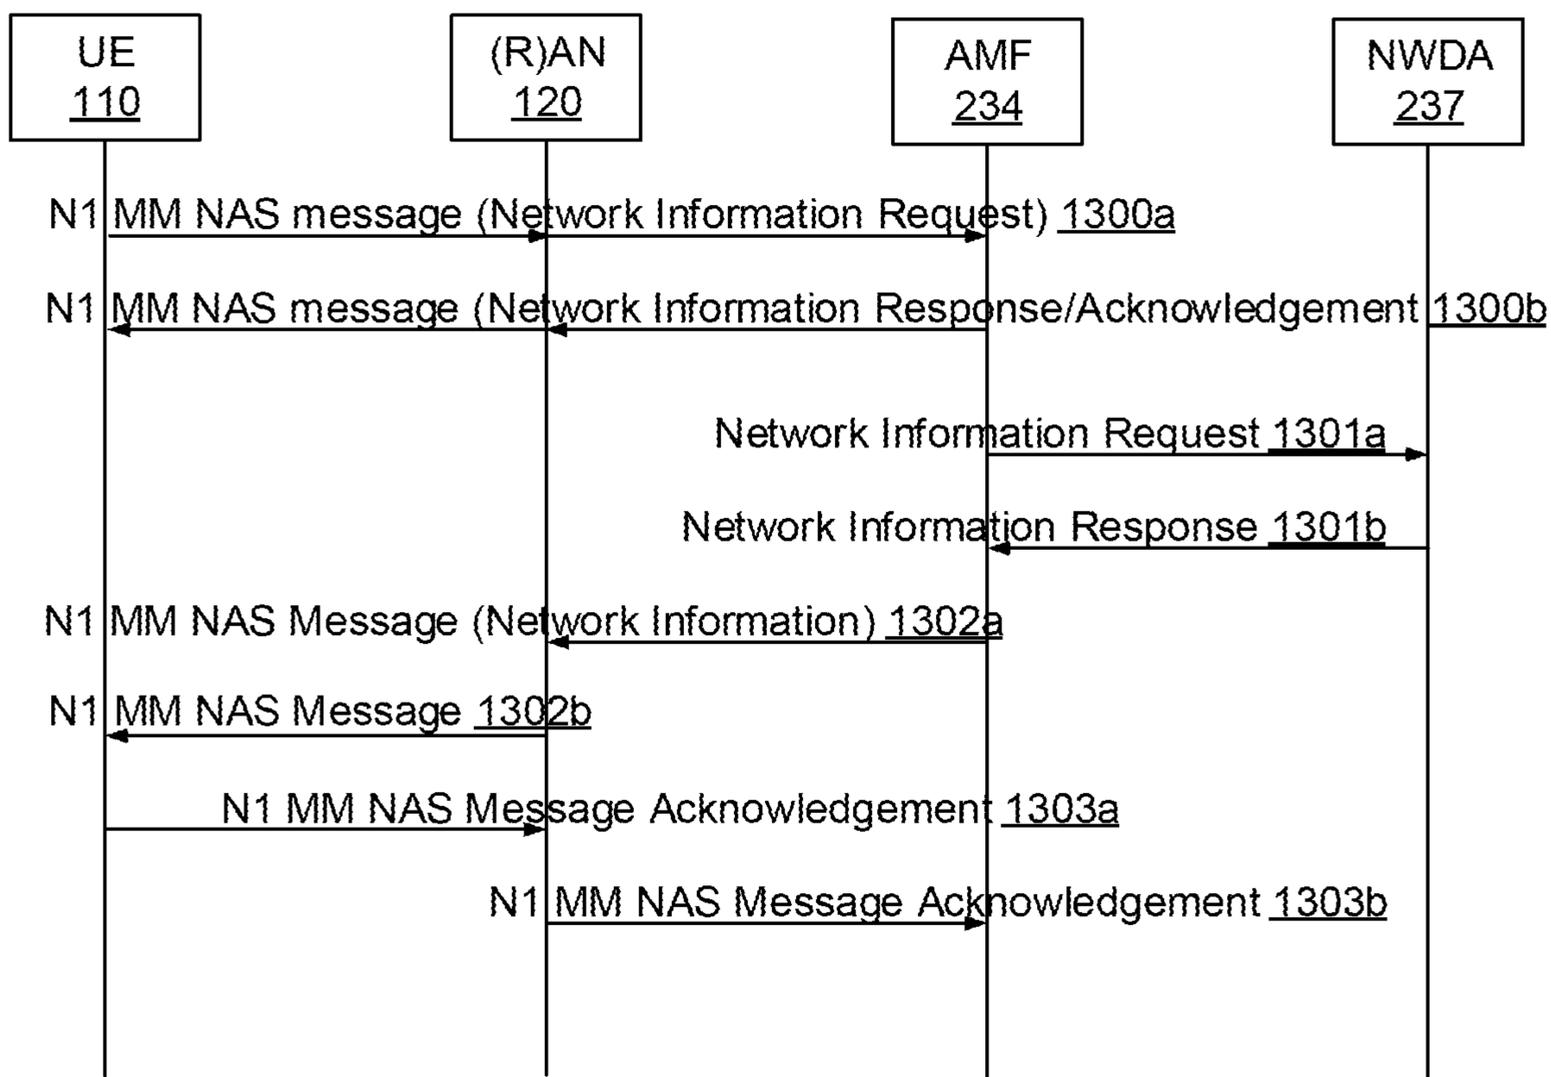 UE
110
(R)AN
120
AMF
234
NWDA
237
N1 MM NAS message (Network Information Request) 1300a
N1 MM NAS message (Network Information Response/Acknowledgement 1300b
Network Information Request 1301a
Network Information Response 1301b
N1 MM NAS Message (Network Information) 1302a
N1 MM NAS Message 1302b
N1 MM NAS Message Acknowledgement 1303a
N1 MM NAS Message Acknowledgement 1303b